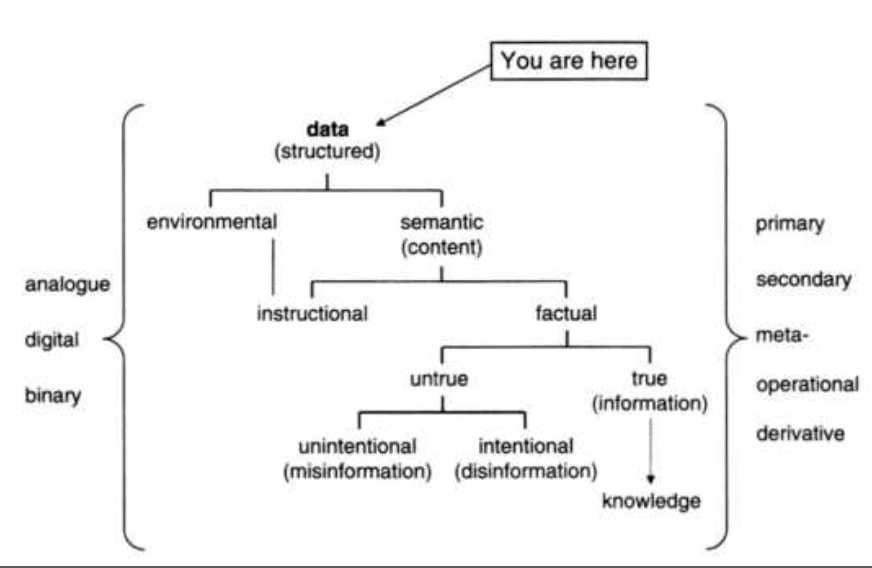 You are here
data
(structured)
environmental
semantic
(content)
instructional
factual
untrue
true
(information)
unintentional
(misinformation)
intentional
(disinformation)
knowledge
analogue
digital
binary
primary
secondary
meta-
operational
derivative